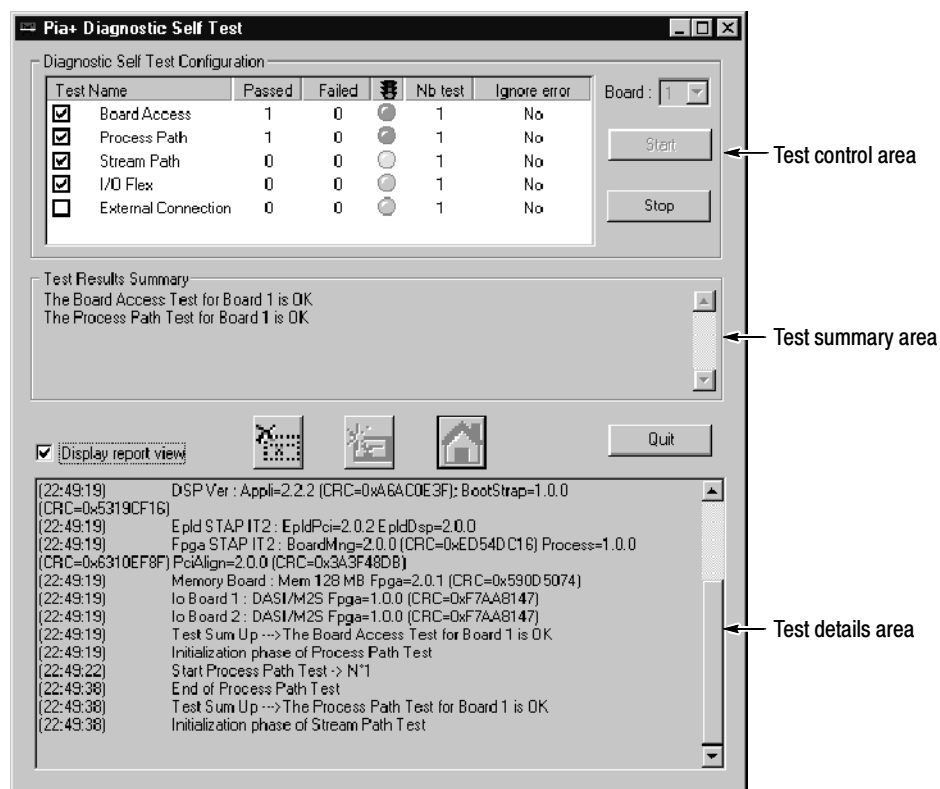 Pia+ Diagnostic Self Test
Diagnostic Self Test Configuration
Test Name Passed Failed Nb test Ignore error
Board Access 1 0 1 No
Process Path 1 0 1 No
Stream Path 0 0 1 No
I/O Flex 0 0 1 No
External Connection 0 0 1 No
Board : 1
Start
Stop
Test control area
Test Results Summary
The Board Access Test for Board 1 is OK
The Process Path Test for Board 1 is OK
Test summary area
Display report view
Quit
(22:49:19) DSP Ver : Appli=2.2.2 (CRC=0xA6AC0E3F); BootStrap=1.0.0
(CRC=0x5319CF16)
(22:49:19) Epld STAP IT2 : EpldPci=2.0.2 EpldDsp=2.0.0
(22:49:19) Fpga STAP IT2 : BoardMng=2.0.0 (CRC=0xED54DC16) Process=1.0.0
(CRC=0x6310EF8F) PciAlign=2.0.0 (CRC=0x3A3F48DB)
(22:49:19) Memory Board : Mem 128 MB Fpga=2.0.1 (CRC=0x590D5074)
(22:49:19) Io Board 1 : DASI/M2S Fpga=1.0.0 (CRC=0xF7AA8147)
(22:49:19) Io Board 2 : DASI/M2S Fpga=1.0.0 (CRC=0xF7AA8147)
(22:49:19) Test Sum Up --->The Board Access Test for Board 1 is OK
(22:49:19) Initialization phase of Process Path Test
(22:49:22) Start Process Path Test -> N°1
(22:49:38) End of Process Path Test
(22:49:38) Test Sum Up --->The Process Path Test for Board 1 is OK
(22:49:38) Initialization phase of Stream Path Test
Test details area